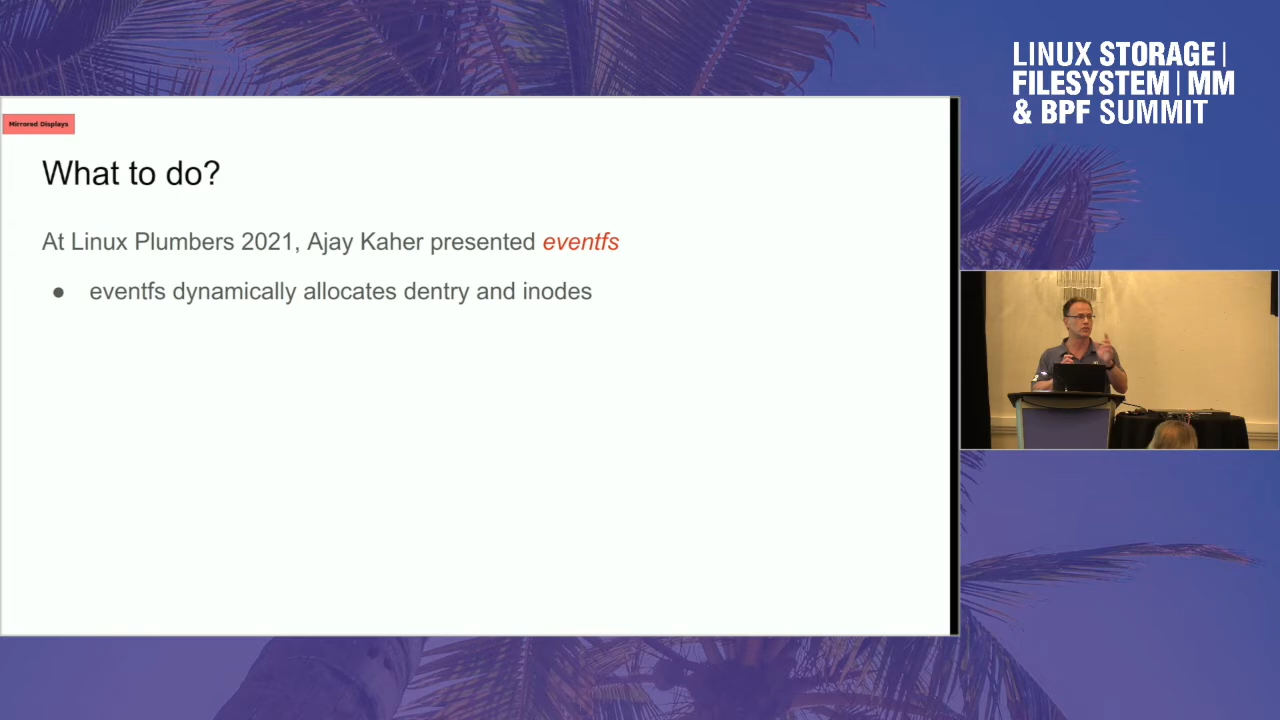 LINUX STORAGE |
FILESYSTEM | MM
& BPF SUMMIT
Mirrored Displays
What to do?
At Linux Plumbers 2021, Ajay Kaher presented eventfs
● eventfs dynamically allocates dentry and inodes